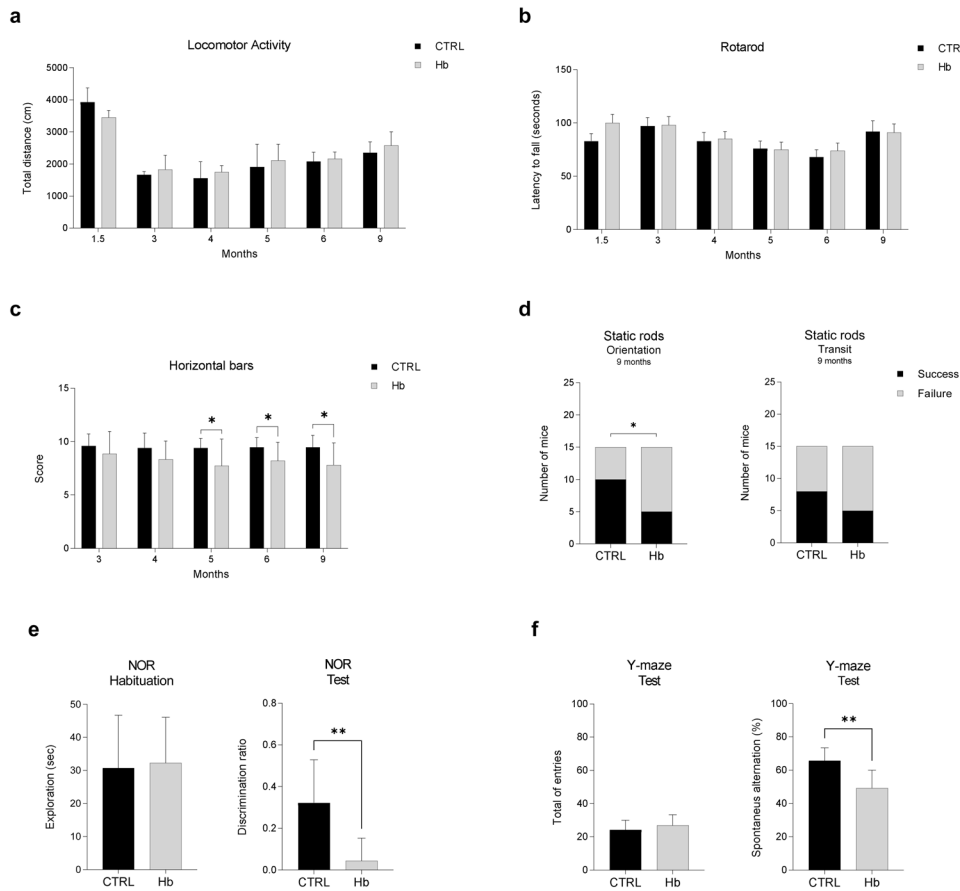 a
Locomotor Activity
CTRL
Hb
Total distance (cm)
5000
4000
3000
2000
1000
0
1.5 3 4 5 6 9
Months
b
Rotarod
CTR
Hb
Latency to fall (seconds)
150
100
50
0
1.5 3 4 5 6 9
Months
c
Horizontal bars
CTRL
Hb
Score
15
10
5
0
* * *
3 4 5 6 9
Months
d
Static rods
Orientation
9 months
Number of mice
25
20
15
10
5
0
*
CTRL Hb
Static rods
Transit
9 months
Success
Failure
Number of mice
25
20
15
10
5
0
CTRL Hb
e
NOR
Habituation
Exploration (sec)
50
40
30
20
10
0
CTRL Hb
NOR
Test
Discrimination ratio
0.8
0.6
0.4
0.2
0.0
**
CTRL Hb
f
Y-maze
Test
Total of entries
100
80
60
40
20
0
CTRL Hb
Y-maze
Test
Spontaneus alternation (%)
100
80
60
40
20
0
**
CTRL Hb